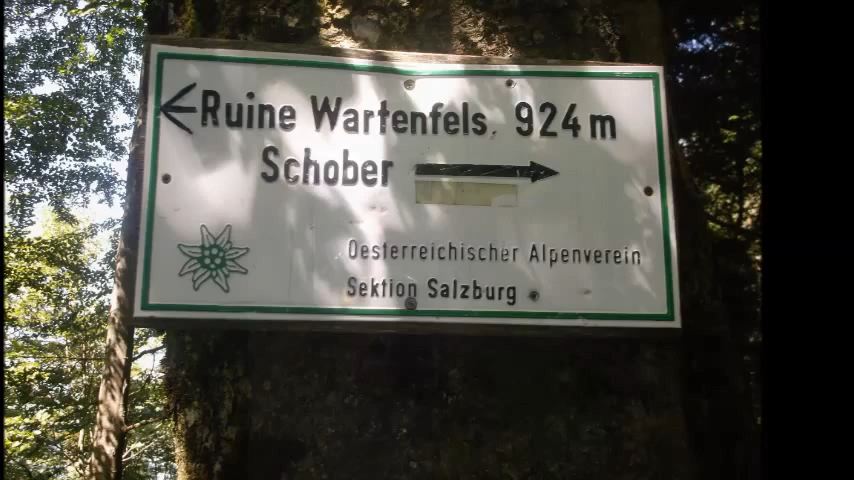 Ruine Wartenfels. 924 m
Schober
Oesterreichischer Alpenverein
Sektion Salzburg